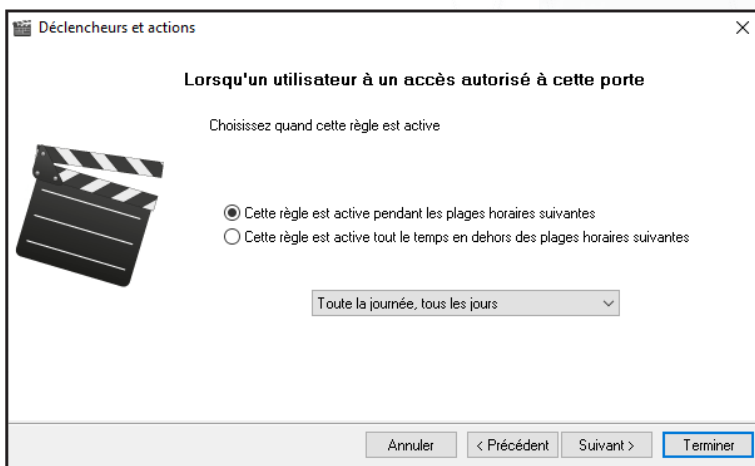 Déclencheurs et actions
Lorsqu'un utilisateur à un accès autorisé à cette porte
Choisissez quand cette règle est active
Cette règle est active pendant les plages horaires suivantes
Cette règle est active tout le temps en dehors des plages horaires suivantes
Toute la journée, tous les jours
Annuler
< Précédent
Suivant >
Terminer